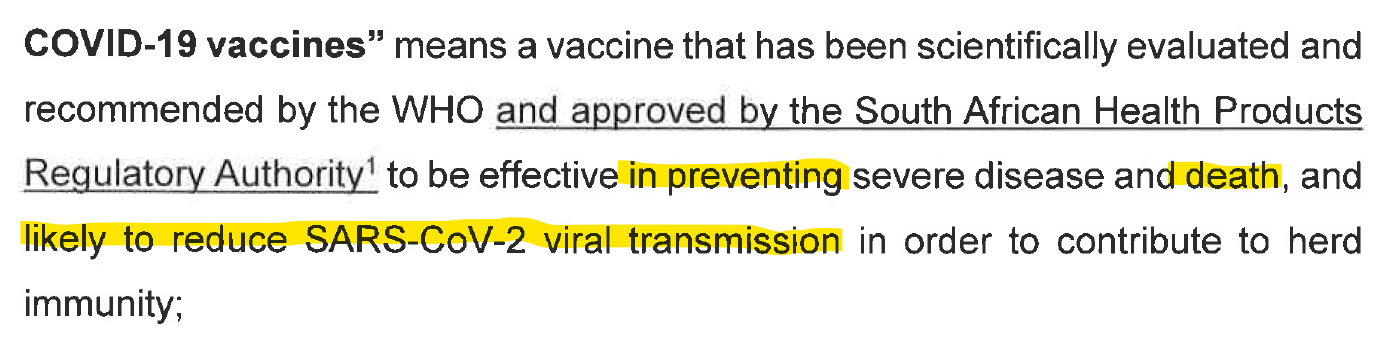 COVID-19 vaccines” means a vaccine that has been scientifically evaluated and
recommended by the WHO and approved by the South African Health Products
Regulatory Authority¹ to be effective in preventing severe disease and death, and
likely to reduce SARS-CoV-2 viral transmission in order to contribute to herd
immunity;